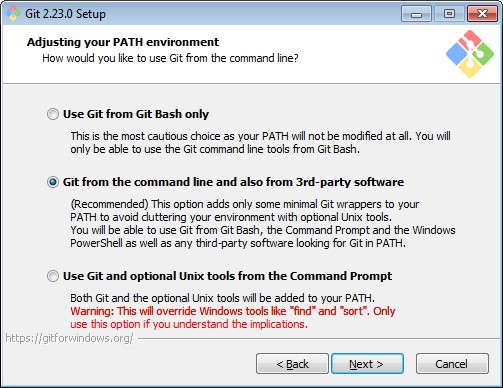 Git 2.23.0 Setup
Adjusting your PATH environment
How would you like to use Git from the command line?
Use Git from Git Bash only
This is the most cautious choice as your PATH will not be modified at all. You will
only be able to use the Git command line tools from Git Bash.
Git from the command line and also from 3rd-party software
(Recommended) This option adds only some minimal Git wrappers to your
PATH to avoid cluttering your environment with optional Unix tools.
You will be able to use Git from Git Bash, the Command Prompt and the Windows
PowerShell as well as any third-party software looking for Git in PATH.
Use Git and optional Unix tools from the Command Prompt
Both Git and the optional Unix tools will be added to your PATH.
Warning: This will override Windows tools like "find" and "sort". Only
use this option if you understand the implications.
https://gitforwindows.org/
< Back
Next >
Cancel